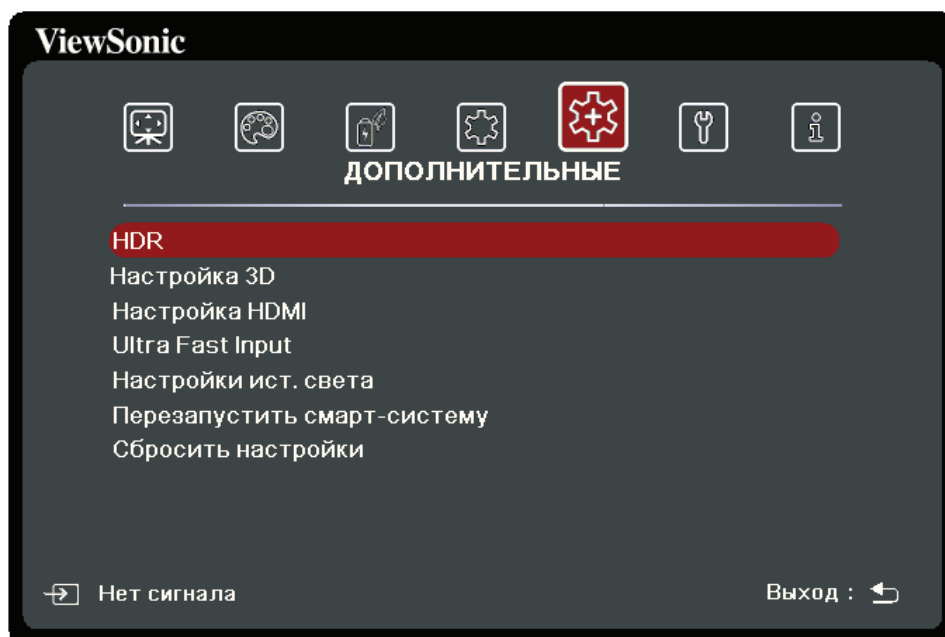 ViewSonic
ДОПОЛНИТЕЛЬНЫЕ
HDR
Настройка 3D
Настройка HDMI
Ultra Fast Input
Настройки ист. света
Перезапустить смарт-систему
Сбросить настройки
Нет сигнала
Выход :